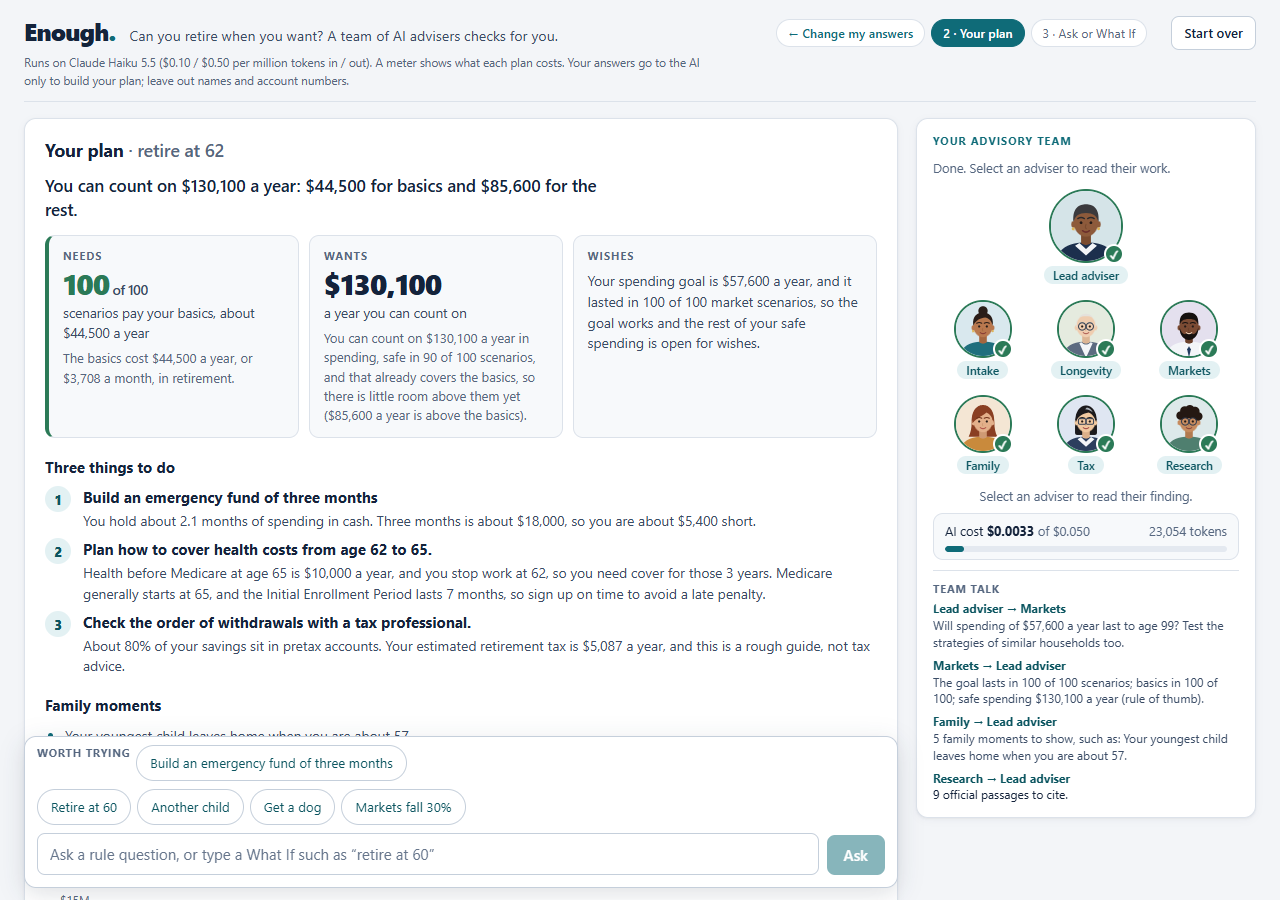 Enough.
Can you retire when you want? A team of AI advisers checks for you.
Runs on Claude Haiku 5.5 ($0.10 / $0.50 per million tokens in / out). A meter shows what each plan costs. Your answers go to the AI
only to build your plan; leave out names and account numbers.
← Change my answers
2 · Your plan
3 · Ask or What If
Start over
Your plan · retire at 62
You can count on $130,100 a year: $44,500 for basics and $85,600 for the
rest.
NEEDS
100 of 100
scenarios pay your basics, about
$44,500 a year
The basics cost $44,500 a year, or
$3,708 a month, in retirement.
WANTS
$130,100
a year you can count on
You can count on $130,100 a year in
spending, safe in 90 of 100 scenarios,
and that already covers the basics, so
there is little room above them yet
($85,600 a year is above the basics).
WISHES
Your spending goal is $57,600 a year, and it
lasted in 100 of 100 market scenarios, so the
goal works and the rest of your safe
spending is open for wishes.
Three things to do
1
Build an emergency fund of three months
You hold about 2.1 months of spending in cash. Three months is about $18,000, so you are about $5,400 short.
2
Plan how to cover health costs from age 62 to 65.
Health before Medicare at age 65 is $10,000 a year, and you stop work at 62, so you need cover for those 3 years. Medicare
generally starts at 65, and the Initial Enrollment Period lasts 7 months, so sign up on time to avoid a late penalty.
3
Check the order of withdrawals with a tax professional.
About 80% of your savings sit in pretax accounts. Your estimated retirement tax is $5,087 a year, and this is a rough guide, not tax
advice.
Family moments
Your youngest child leaves home when you are about 57.
WORTH TRYING
Build an emergency fund of three months
Retire at 60
Another child
Get a dog
Markets fall 30%
Ask a rule question, or type a What If such as “retire at 60”
Ask
$15M
YOUR ADVISORY TEAM
Done. Select an adviser to read their work.
Lead adviser
Intake
Longevity
Markets
Family
Tax
Research
Select an adviser to read their finding.
AI cost $0.0033 of $0.050
23,054 tokens
TEAM TALK
Lead adviser → Markets
Will spending of $57,600 a year last to age 99? Test the
strategies of similar households too.
Markets → Lead adviser
The goal lasts in 100 of 100 scenarios; basics in 100 of
100; safe spending $130,100 a year (rule of thumb).
Family → Lead adviser
5 family moments to show, such as: Your youngest child
leaves home when you are about 57.
Research → Lead adviser
9 official passages to cite.